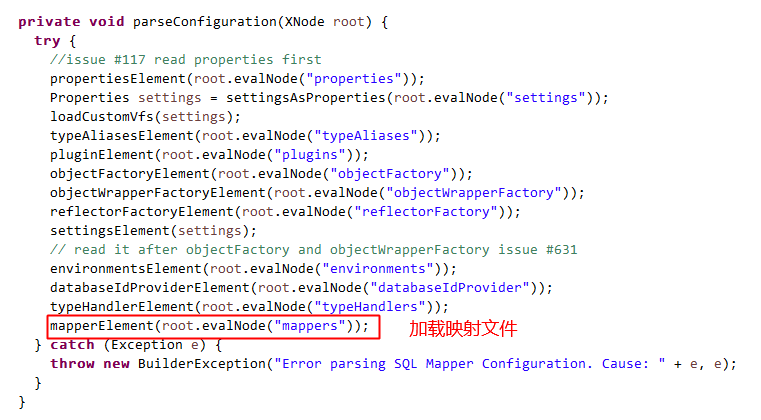 private void parseConfiguration(XNode root) {
try {
//issue #117 read properties first
propertiesElement(root.evalNode("properties"));
Properties settings = settingsAsProperties(root.evalNode("settings"));
loadCustomVfs(settings);
typeAliasesElement(root.evalNode("typeAliases"));
pluginElement(root.evalNode("plugins"));
objectFactoryElement(root.evalNode("objectFactory"));
objectWrapperFactoryElement(root.evalNode("objectWrapperFactory"));
reflectorFactoryElement(root.evalNode("reflectorFactory"));
settingsElement(settings);
// read it after objectFactory and objectWrapperFactory issue #631
environmentsElement(root.evalNode("environments"));
databaseIdProviderElement(root.evalNode("databaseIdProvider"));
typeHandlerElement(root.evalNode("typeHandlers"));
mapperElement(root.evalNode("mappers")); 加载映射文件
} catch (Exception e) {
throw new BuilderException("Error parsing SQL Mapper Configuration. Cause: " + e, e);
}
}